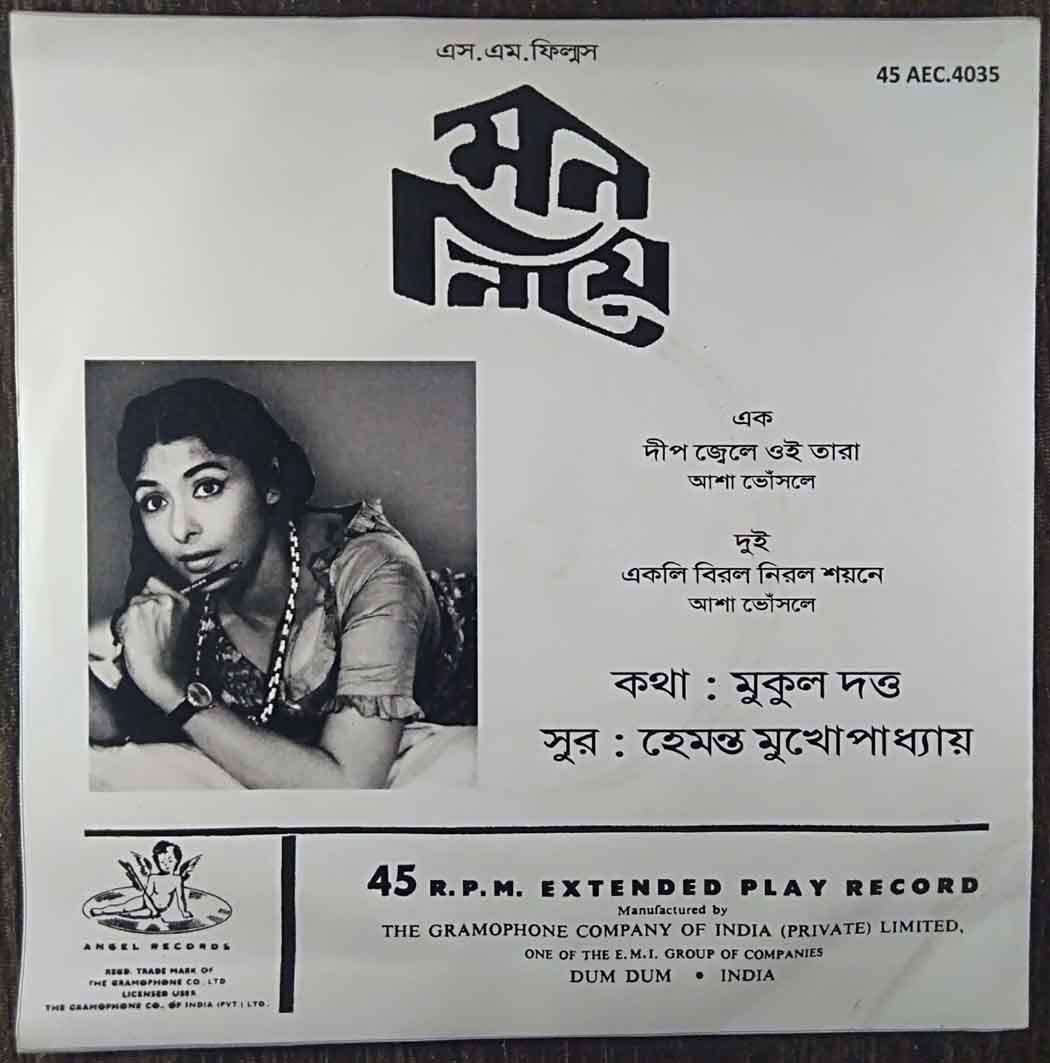 এস.এম.ফিল্মস
45 AEC.4035
মন
নিয়ে
এক
দীপ জ্বেলে ওই তারা
আশা ভোঁসলে
দুই
একলি বিরল নিরল শয়নে
আশা ভোঁসলে
কথা : মুকুল দত্ত
সুর : হেমন্ত মুখোপাধ্যায়
ANGEL RECORDS
REGD. TRADE MARK OF
THE GRAMOPHONE CO. LTD
LICENSED USER
THE GRAMOPHONE CO., OF INDIA (PVT) LTD.
45 R.P.M. EXTENDED PLAY RECORD
Manufactured by
THE GRAMOPHONE COMPANY OF INDIA (PRIVATE) LIMITED,
ONE OF THE E.M.I. GROUP OF COMPANIES
DUM DUM • INDIA